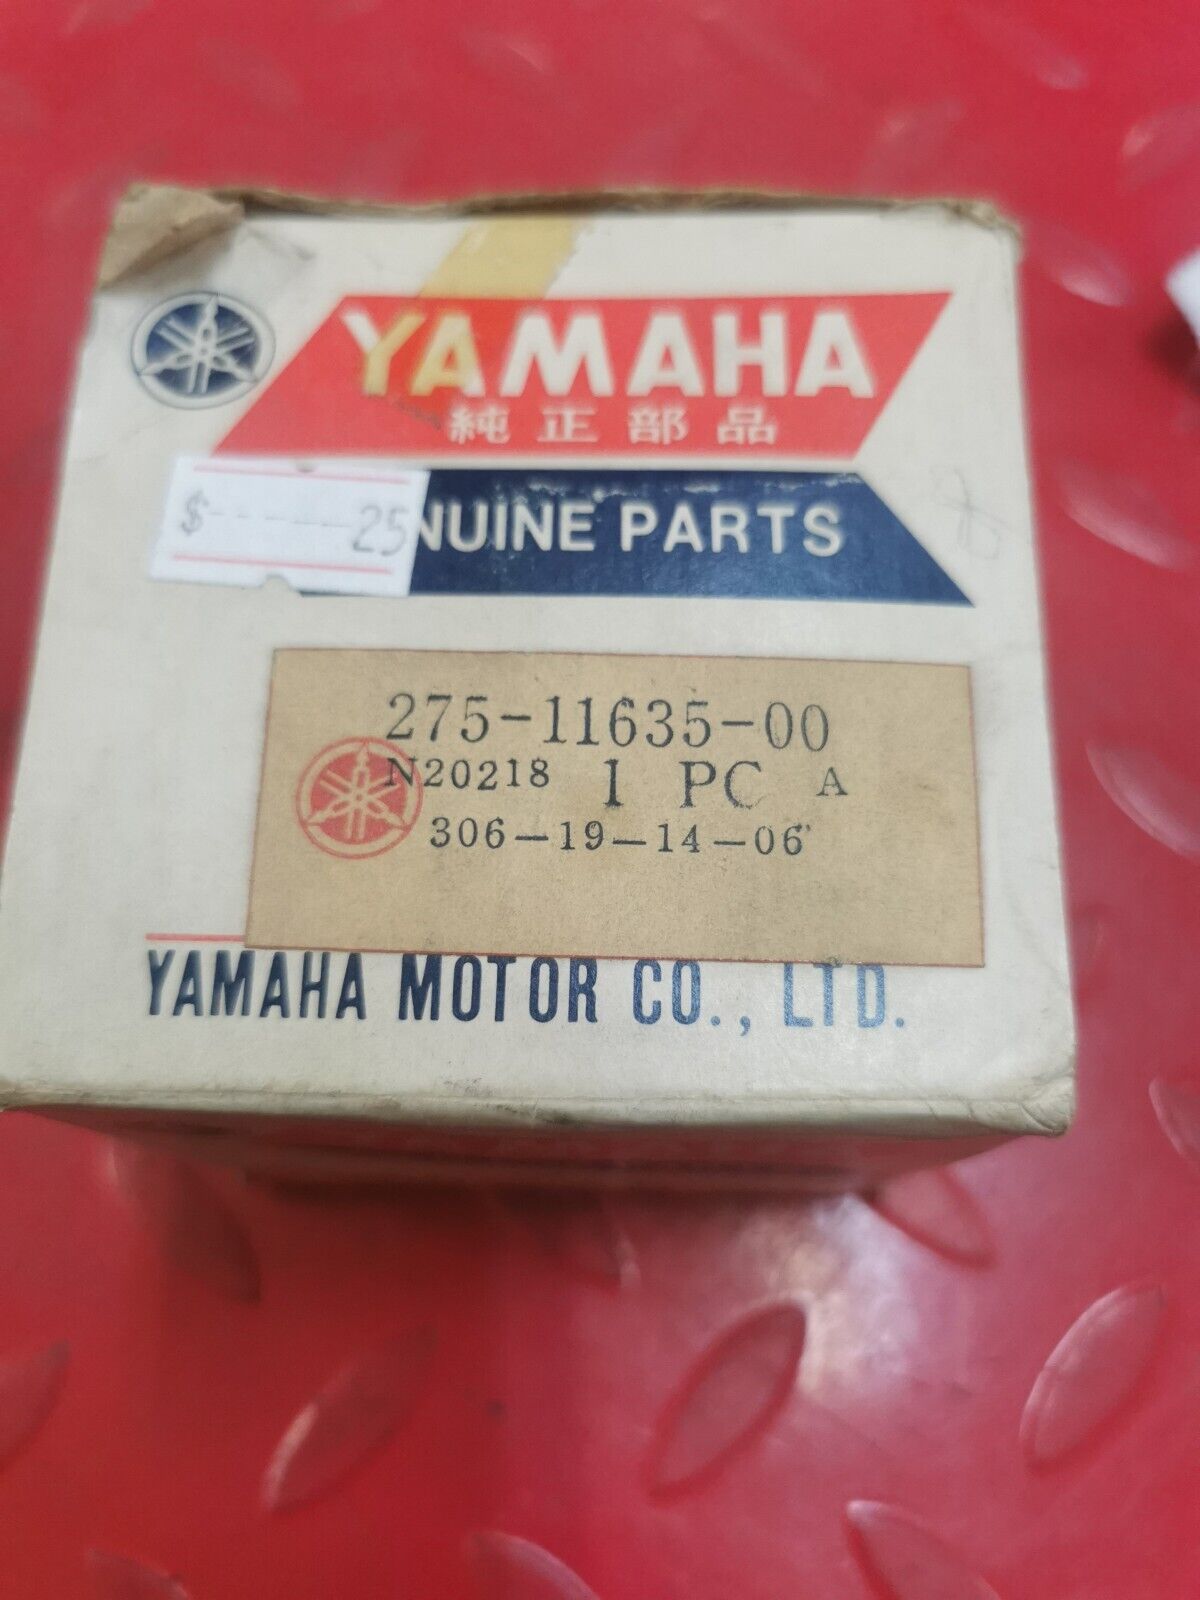 YAMAHA
純正部品
$ 25
NUINE PARTS
275-11635-00
N20218 1 PC A
306-19-14-06
YAMAHA MOTOR CO., LTD.